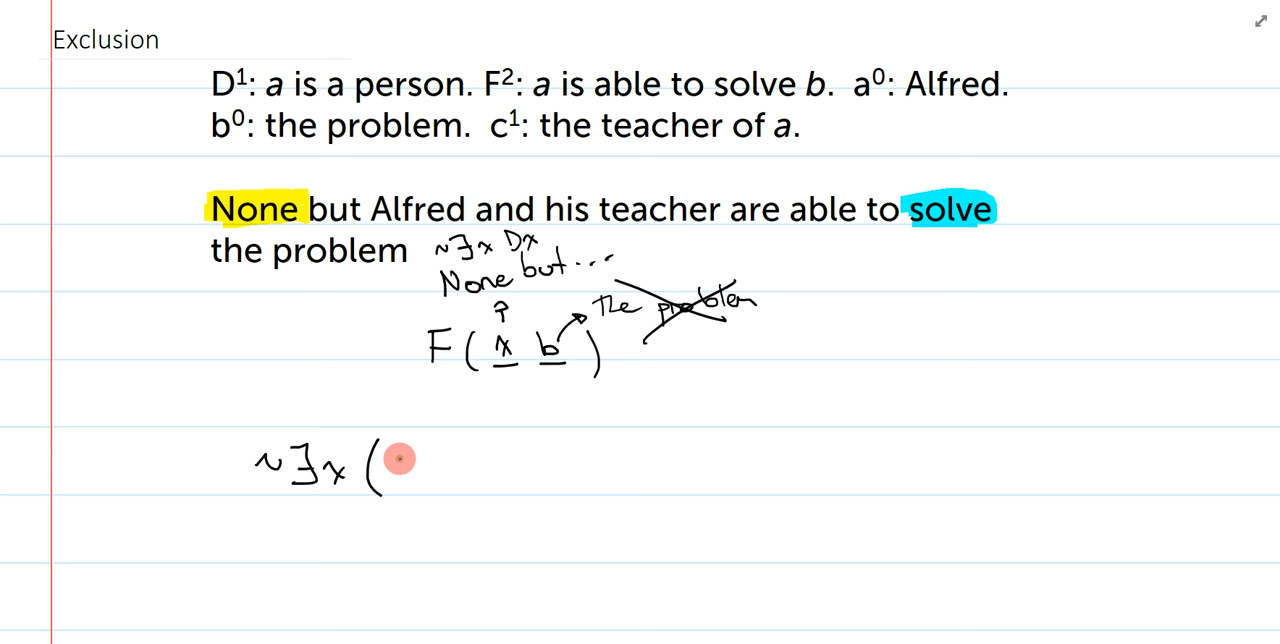 Exclusion
D¹: a is a person. F²: a is able to solve b. a⁰: Alfred.
b⁰: the problem. c¹: the teacher of a.
None but Alfred and his teacher are able to solve
the problem
~∃x Dx
None but...
The problem
F(x b)
~∃x (